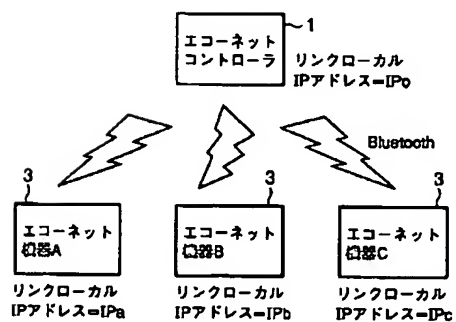 1
エコーネット
コントローラ
リンクローカル
IPアドレス=IPo
Bluetooth
3
3
3
エコーネット
機器A
エコーネット
機器B
エコーネット
機器C
リンクローカル
IPアドレス=IPa
リンクローカル
IPアドレス=IPb
リンクローカル
IPアドレス=IPc